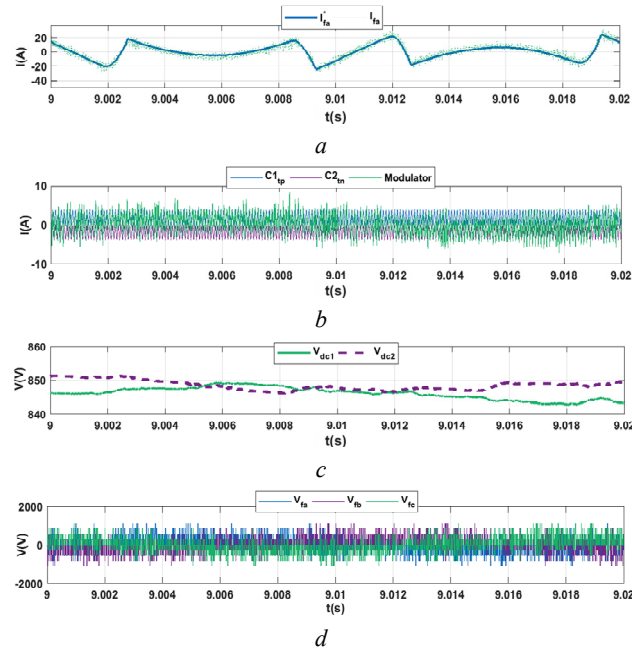 I*fa Ifa
I(A)
20
0
-20
-40
9 9.002 9.004 9.006 9.008 9.01 9.012 9.014 9.016 9.018 9.02
t(s)
a
C1tp C2tn Modulator
I(A)
10
0
-10
9 9.002 9.004 9.006 9.008 9.01 9.012 9.014 9.016 9.018 9.02
t(s)
b
Vdc1 Vdc2
V(V)
860
850
840
9 9.002 9.004 9.006 9.008 9.01 9.012 9.014 9.016 9.018 9.02
t(s)
c
Vfa Vfb Vfc
V(V)
2000
0
-2000
9 9.002 9.004 9.006 9.008 9.01 9.012 9.014 9.016 9.018 9.02
t(s)
d